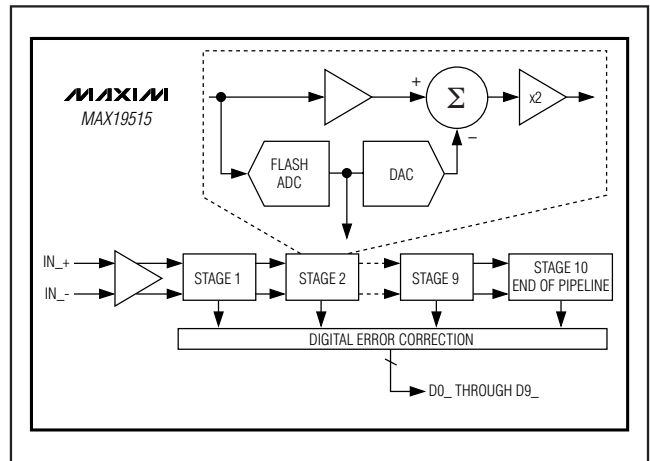 MAXIM
MAX19515
+
Σ
−
x2
FLASH
ADC
DAC
IN_+
IN_-
STAGE 1
STAGE 2
STAGE 9
STAGE 10
END OF PIPELINE
DIGITAL ERROR CORRECTION
D0_ THROUGH D9_